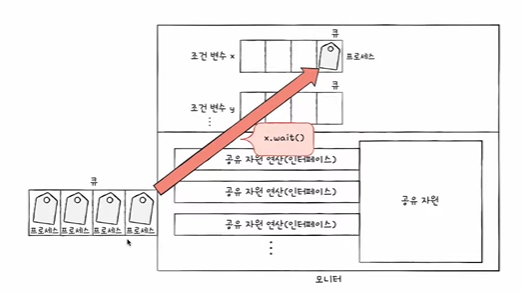 큐
조건 변수 x
프로세스
큐
조건 변수 y
x.wait()
공유 자원 연산(인터페이스)
공유 자원 연산(인터페이스)
공유 자원 연산(인터페이스)
공유 자원
큐
프로세스 프로세스 프로세스 프로세스
모니터